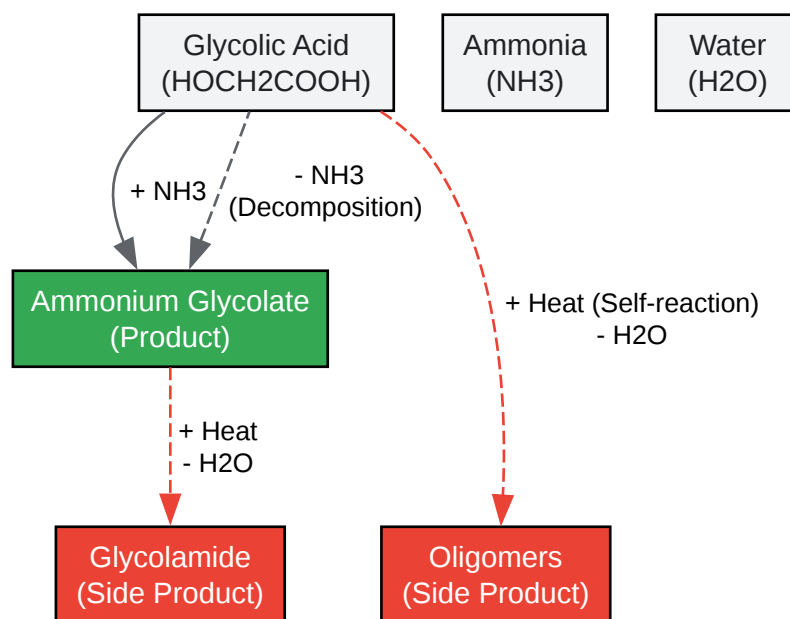 Glycolic Acid
(HOCH2COOH)
Ammonia
(NH3)
Water
(H2O)
+ NH3
- NH3
(Decomposition)
Ammonium Glycolate
(Product)
+ Heat (Self-reaction)
- H2O
+ Heat
- H2O
Glycolamide
(Side Product)
Oligomers
(Side Product)